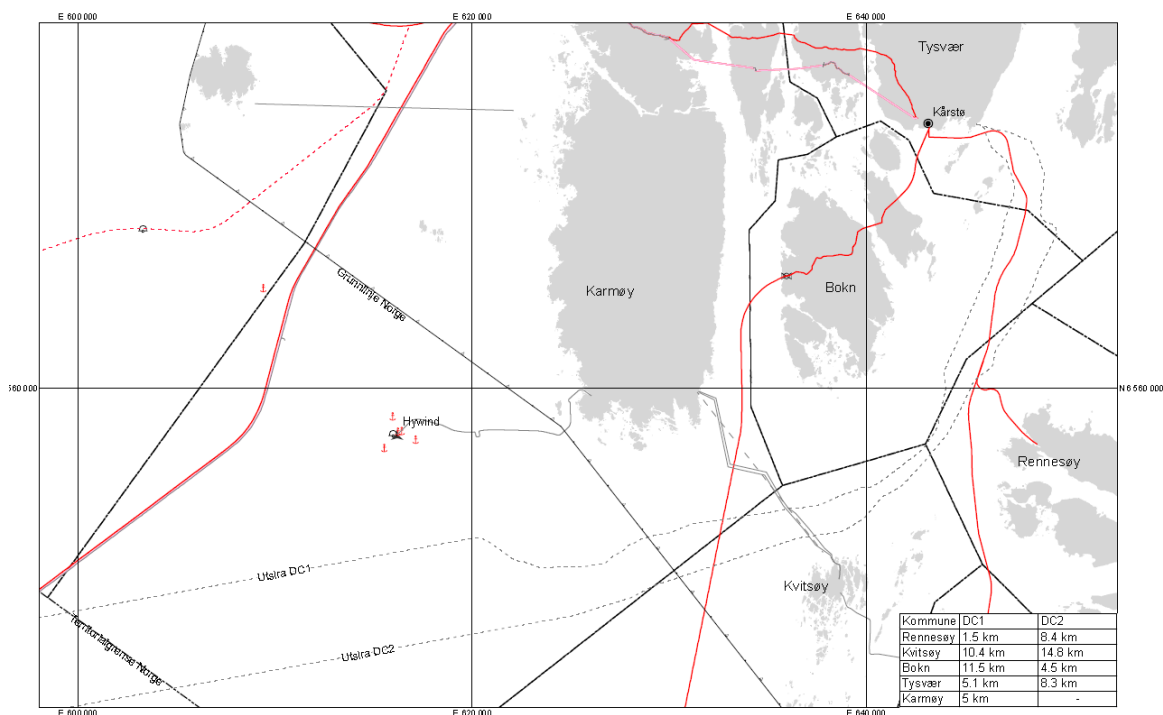 E 600 000
E 620 000
E 640 000
Tysvær
Kårstø
Grunnlinje Norge
Karmøy
Bokn
560 000
N 6 560 000
Hywind
Rennesøy
Utsira DC1
Kvitsøy
Territorialgrense Norge
Utsira DC2
Kommune DC1 DC2
Rennesøy 1.5 km 8.4 km
Kvitsøy 10.4 km 14.8 km
Bokn 11.5 km 4.5 km
Tysvær 5.1 km 8.3 km
Karmøy 5 km -
E 600 000
E 620 000
E 640 000